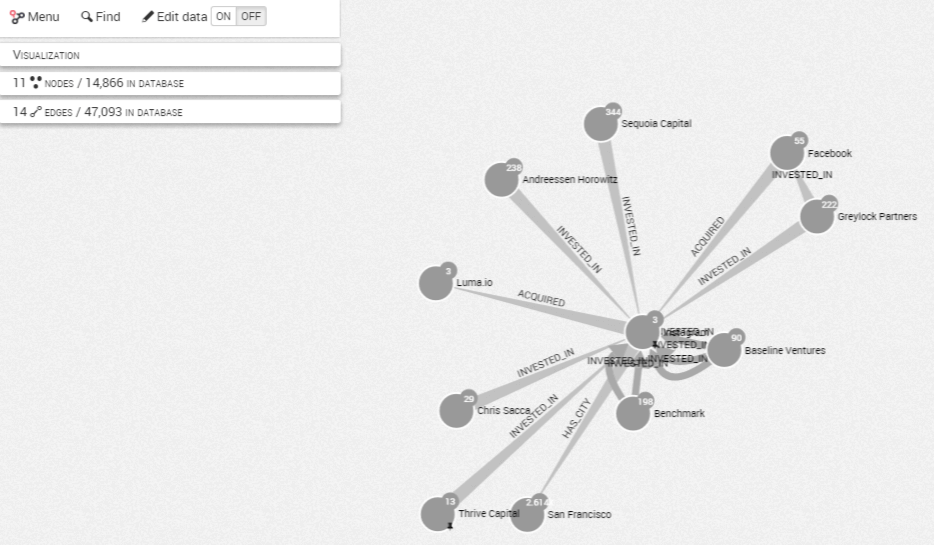 Menu Find Edit data ON OFF
Visualization
11 nodes / 14,866 in database
14 edges / 47,093 in database
344
Sequoia Capital
55
Facebook
INVESTED_IN
238
Andreessen Horowitz
222
Greylock Partners
INVESTED_IN
INVESTED_IN
ACQUIRED
INVESTED_IN
3
Luma.io
ACQUIRED
3
Instagram
INVESTED_IN
INVESTED_IN
INVESTED_IN
90
Baseline Ventures
INVESTED_IN
INVESTED_IN
INVESTED_IN
29
Chris Sacca
198
Benchmark
INVESTED_IN
HAS_CITY
13
Thrive Capital
San Francisco